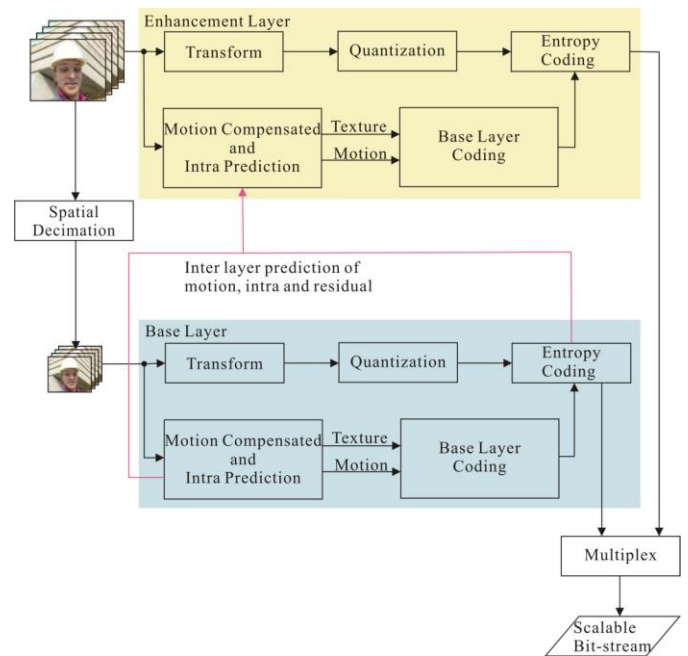 Enhancement Layer
Transform
Quantization
Entropy
Coding
Motion Compensated
and
Intra Prediction
Texture
Motion
Base Layer
Coding
Spatial
Decimation
Inter layer prediction of
motion, intra and residual
Base Layer
Transform
Quantization
Entropy
Coding
Motion Compensated
and
Intra Prediction
Texture
Motion
Base Layer
Coding
Multiplex
Scalable
Bit-stream